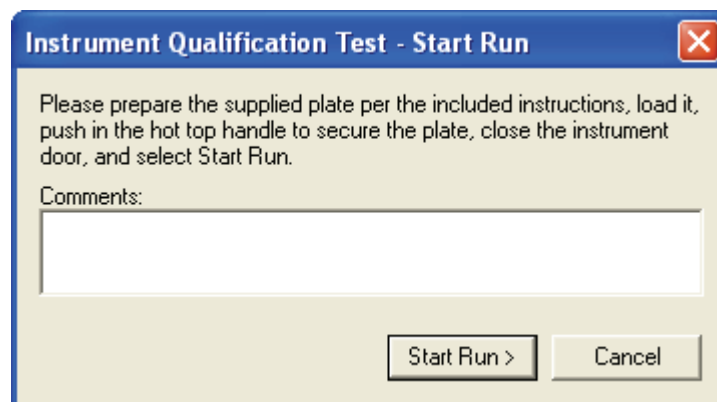 Instrument Qualification Test - Start Run
Please prepare the supplied plate per the included instructions, load it,
push in the hot top handle to secure the plate, close the instrument
door, and select Start Run.
Comments:
Start Run >
Cancel